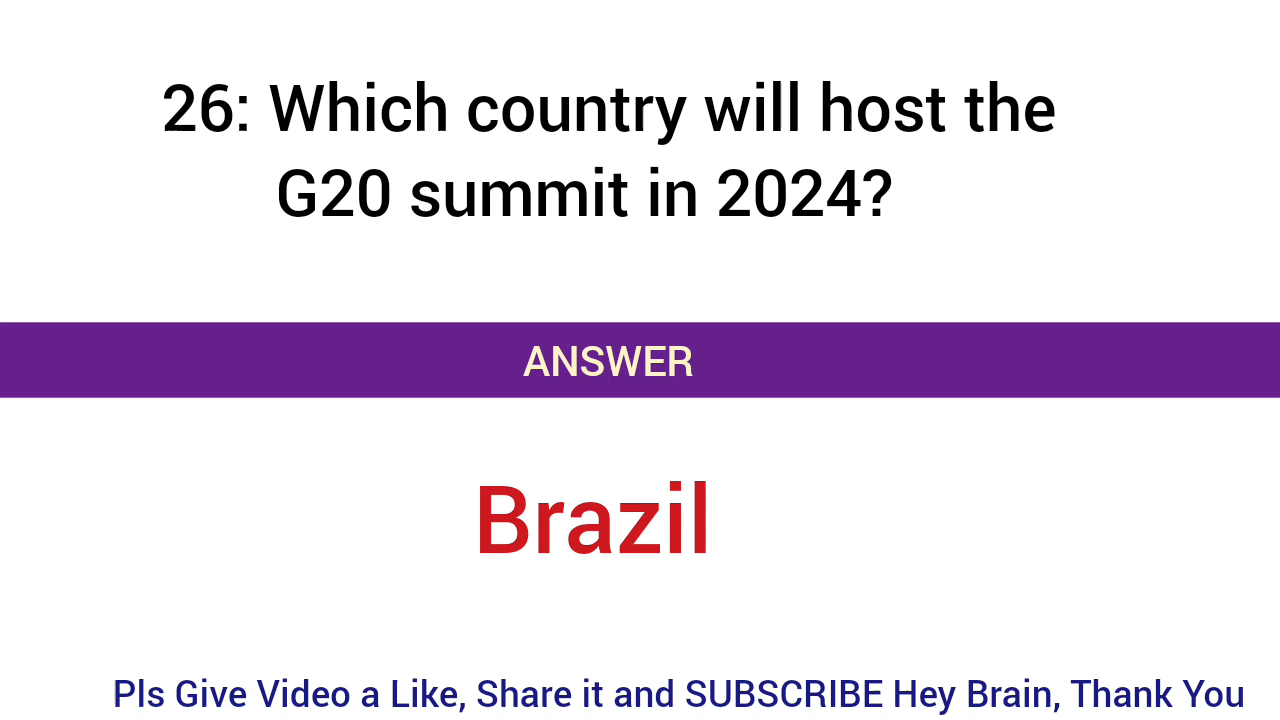 26: Which country will host the
G20 summit in 2024?
ANSWER
Brazil
Pls Give Video a Like, Share it and SUBSCRIBE Hey Brain, Thank You